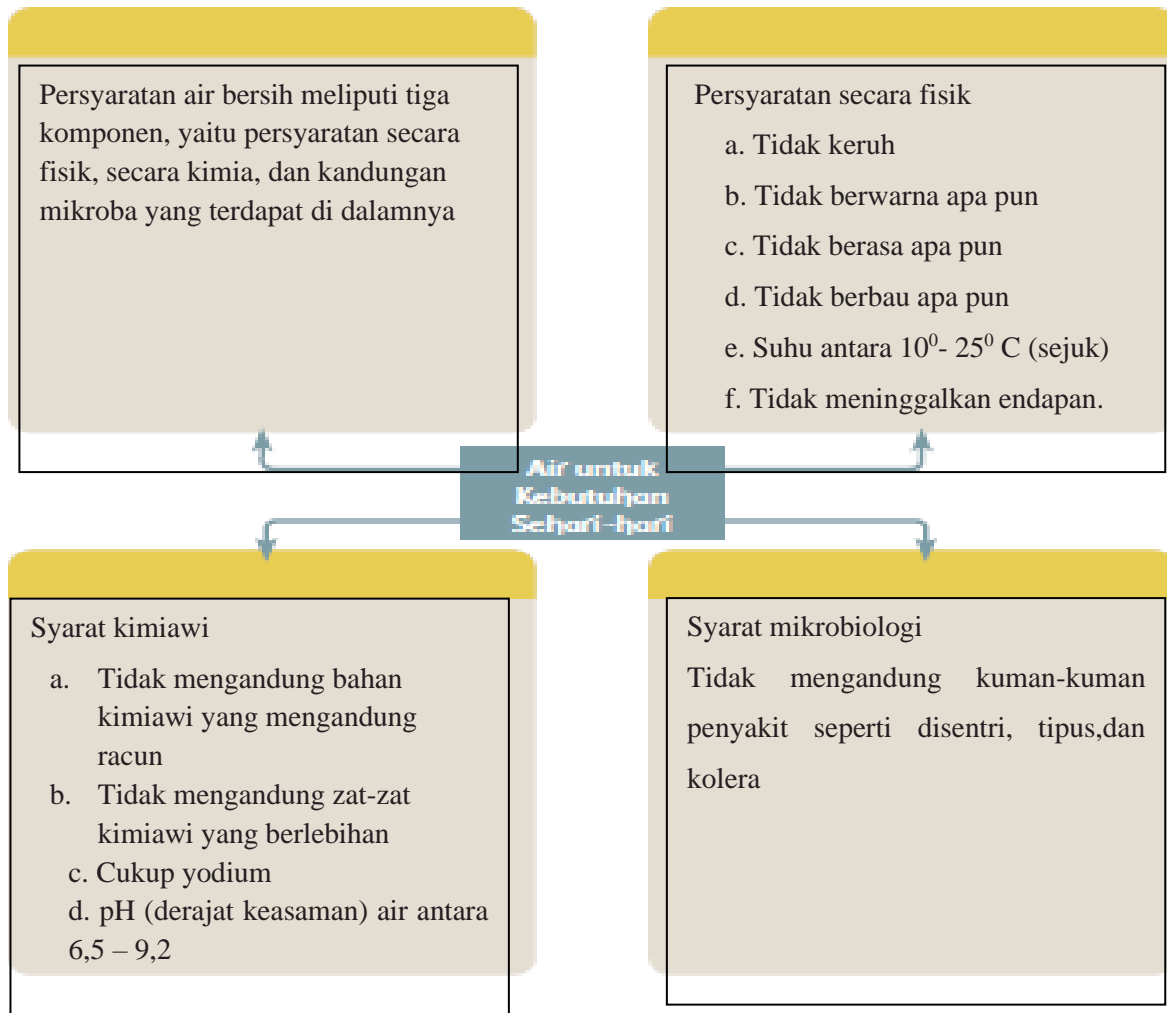 Persyaratan air bersih meliputi tiga
komponen, yaitu persyaratan secara
fisik, secara kimia, dan kandungan
mikroba yang terdapat di dalamnya
Persyaratan secara fisik
a. Tidak keruh
b. Tidak berwarna apa pun
c. Tidak berasa apa pun
d. Tidak berbau apa pun
e. Suhu antara 10⁰- 25⁰ C (sejuk)
f. Tidak meninggalkan endapan.
Air untuk
Kebutuhan
Sehari-hari
Syarat kimiawi
a. Tidak mengandung bahan
kimiawi yang mengandung
racun
b. Tidak mengandung zat-zat
kimiawi yang berlebihan
c. Cukup yodium
d. pH (derajat keasaman) air antara
6,5 – 9,2
Syarat mikrobiologi
Tidak mengandung kuman-kuman
penyakit seperti disentri, tipus,dan
kolera